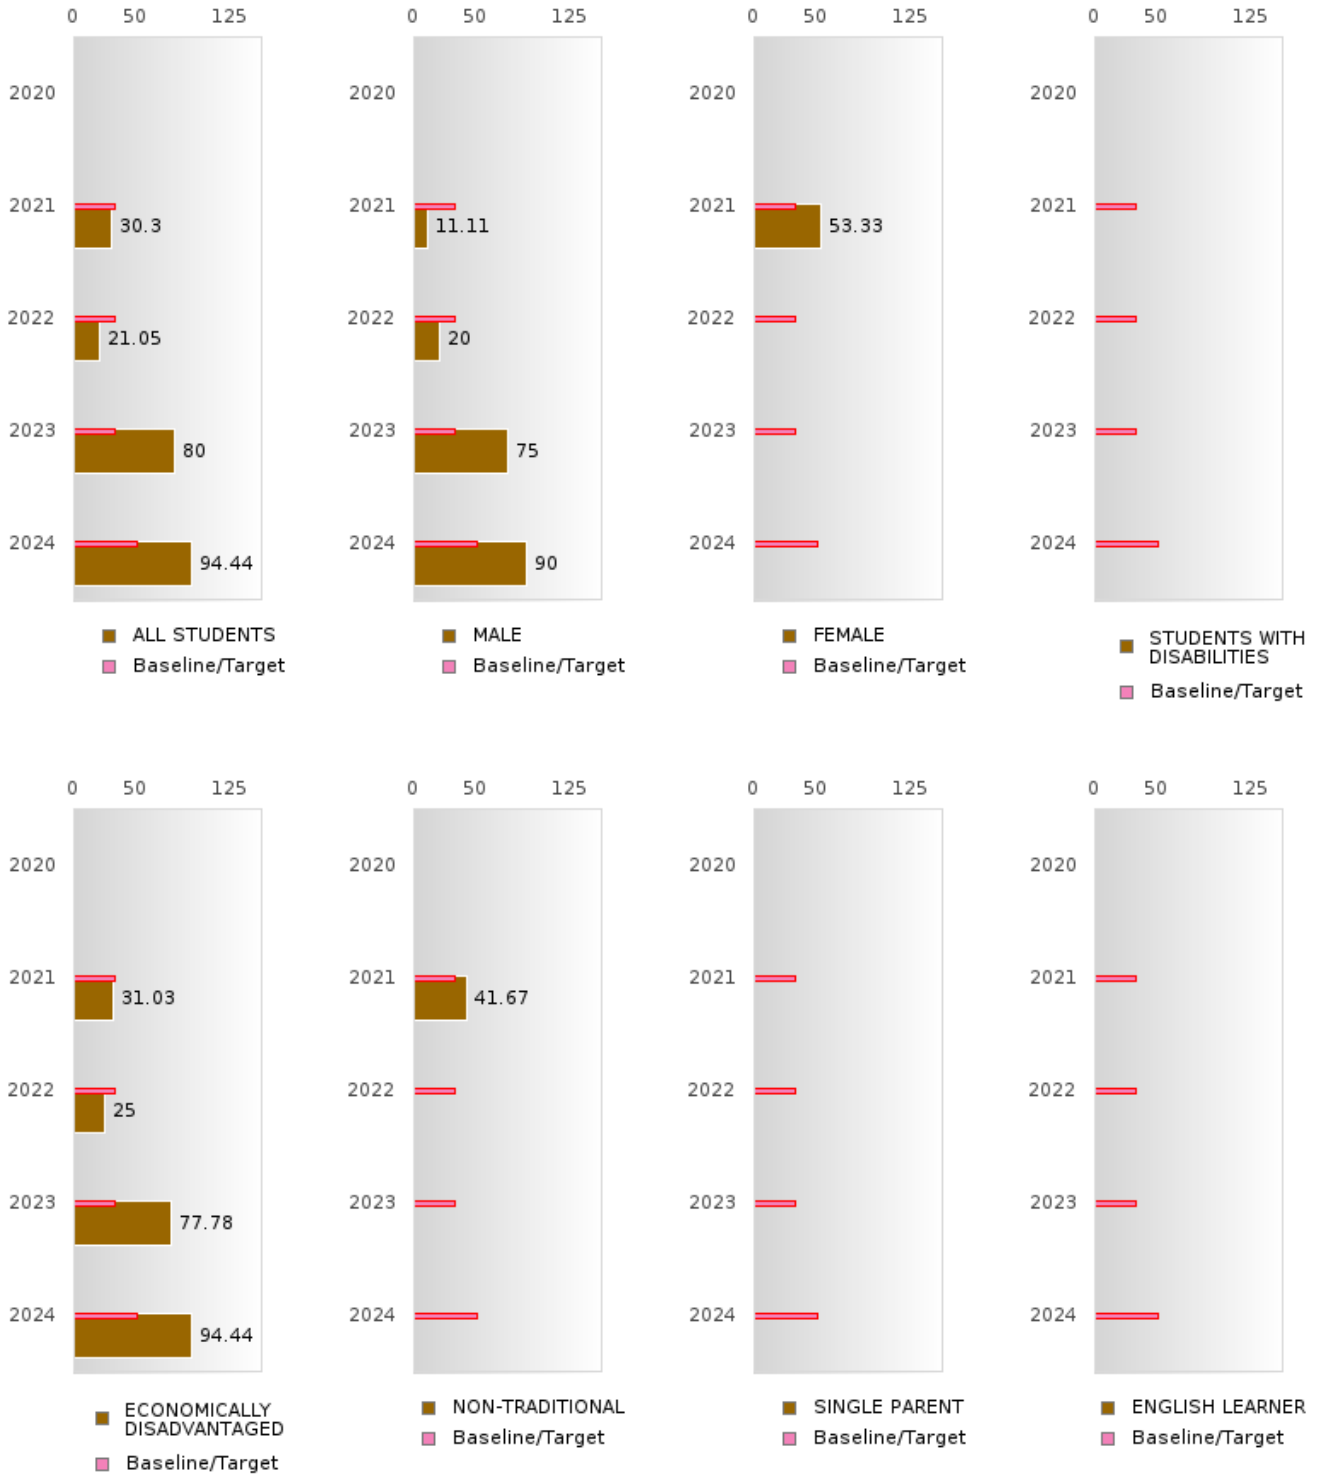 0 50 125
2020
2021 30.3
2022 21.05
2023 80
2024 94.44
ALL STUDENTS
Baseline/Target
0 50 125
2020
2021 11.11
2022 20
2023 75
2024 90
MALE
Baseline/Target
0 50 125
2020
2021 53.33
2022
2023
2024
FEMALE
Baseline/Target
0 50 125
2020
2021
2022
2023
2024
STUDENTS WITH
DISABILITIES
Baseline/Target
0 50 125
2020
2021 31.03
2022 25
2023 77.78
2024 94.44
ECONOMICALLY
DISADVANTAGED
Baseline/Target
0 50 125
2020
2021 41.67
2022
2023
2024
NON-TRADITIONAL
Baseline/Target
0 50 125
2020
2021
2022
2023
2024
SINGLE PARENT
Baseline/Target
0 50 125
2020
2021
2022
2023
2024
ENGLISH LEARNER
Baseline/Target